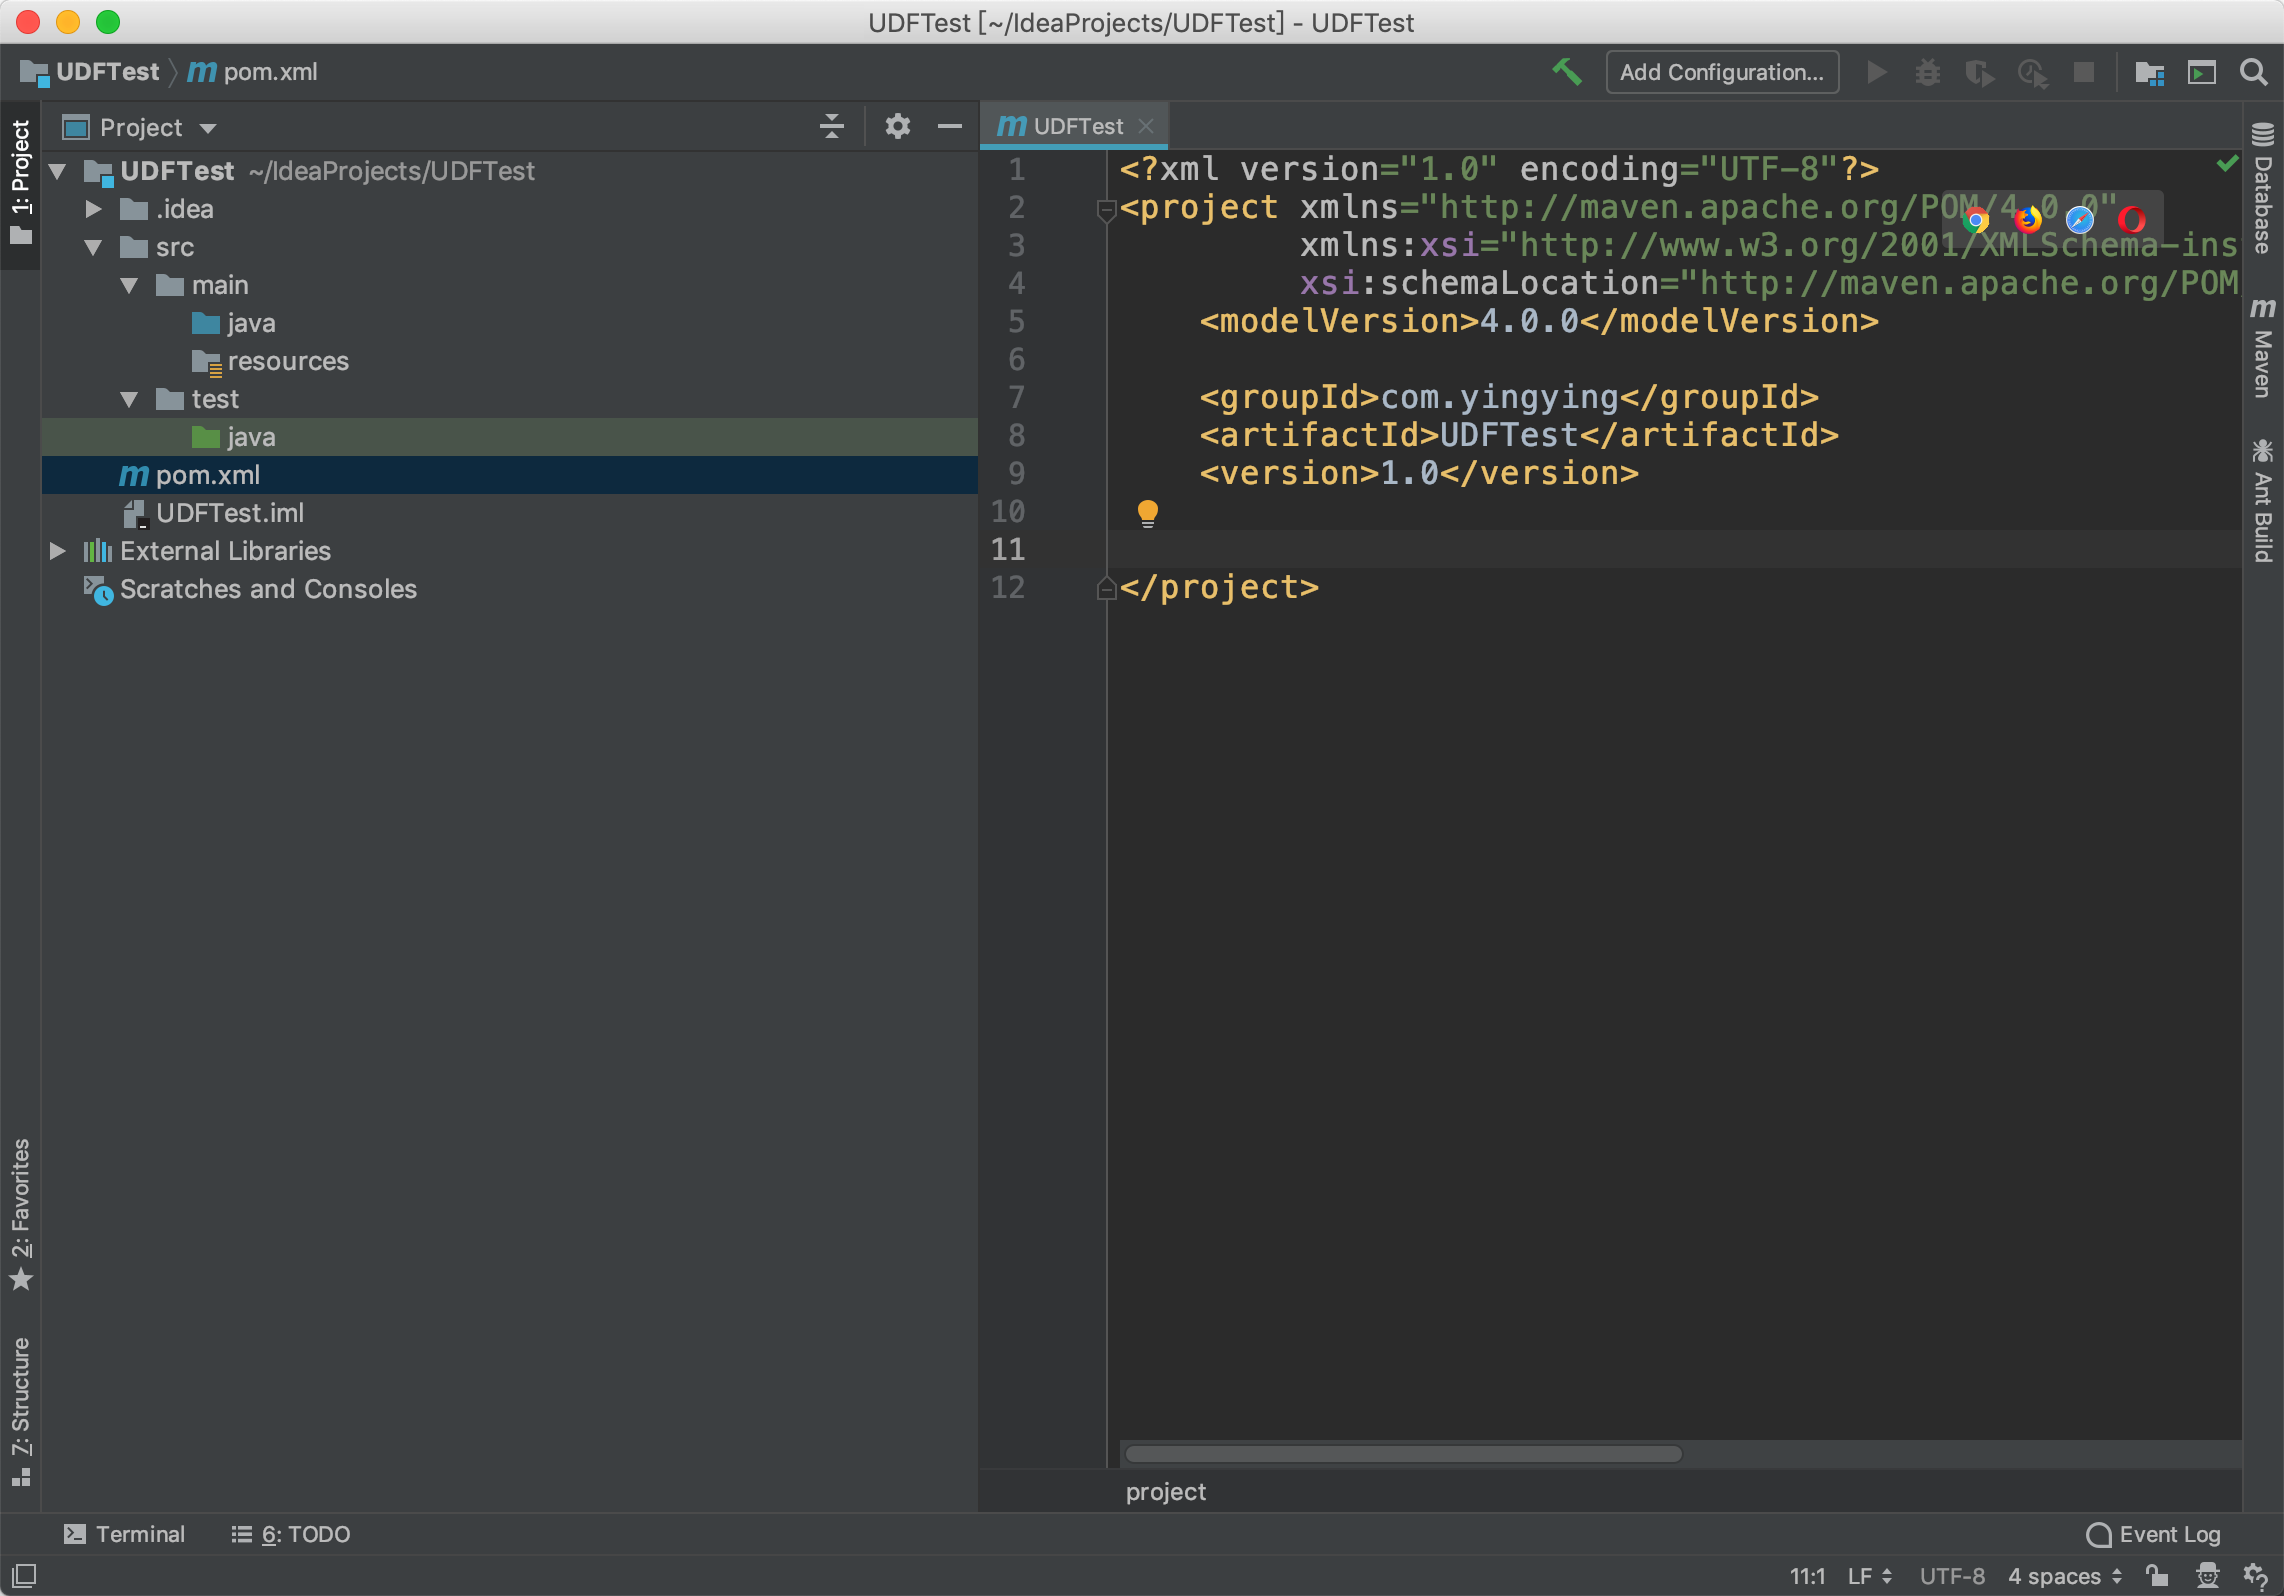 UDFTest [~/IdeaProjects/UDFTest] - UDFTest
UDFTest
pom.xml
Add Configuration...
1: Project
2: Favorites
7: Structure
Project
UDFTest ~/IdeaProjects/UDFTest
.idea
src
main
java
resources
test
java
pom.xml
UDFTest.iml
External Libraries
Scratches and Consoles
UDFTest
1 <?xml version="1.0" encoding="UTF-8"?>
2 <project xmlns="http://maven.apache.org/POM/4.0.0"
3 xmlns:xsi="http://www.w3.org/2001/XMLSchema-ins
4 xsi:schemaLocation="http://maven.apache.org/POM
5 <modelVersion>4.0.0</modelVersion>
6
7 <groupId>com.yingying</groupId>
8 <artifactId>UDFTest</artifactId>
9 <version>1.0</version>
10
11
12 </project>
project
Database
Maven
Ant Build
Terminal
6: TODO
Event Log
11:1 LF UTF-8 4 spaces